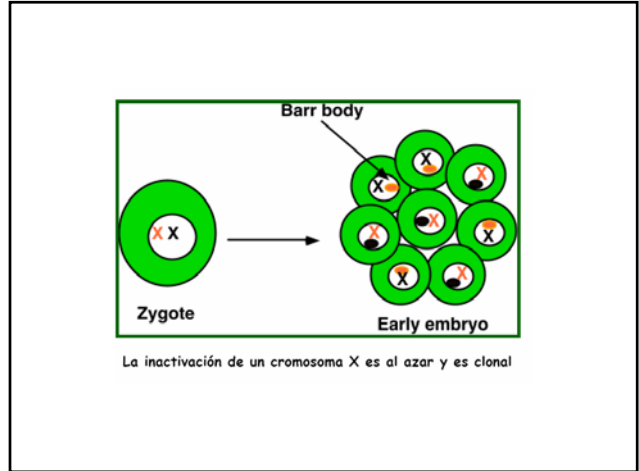 Barr body
X
X
X
X
X X
X
X
X
X
X
Zygote
Early embryo
La inactivación de un cromosoma X es al azar y es clonal